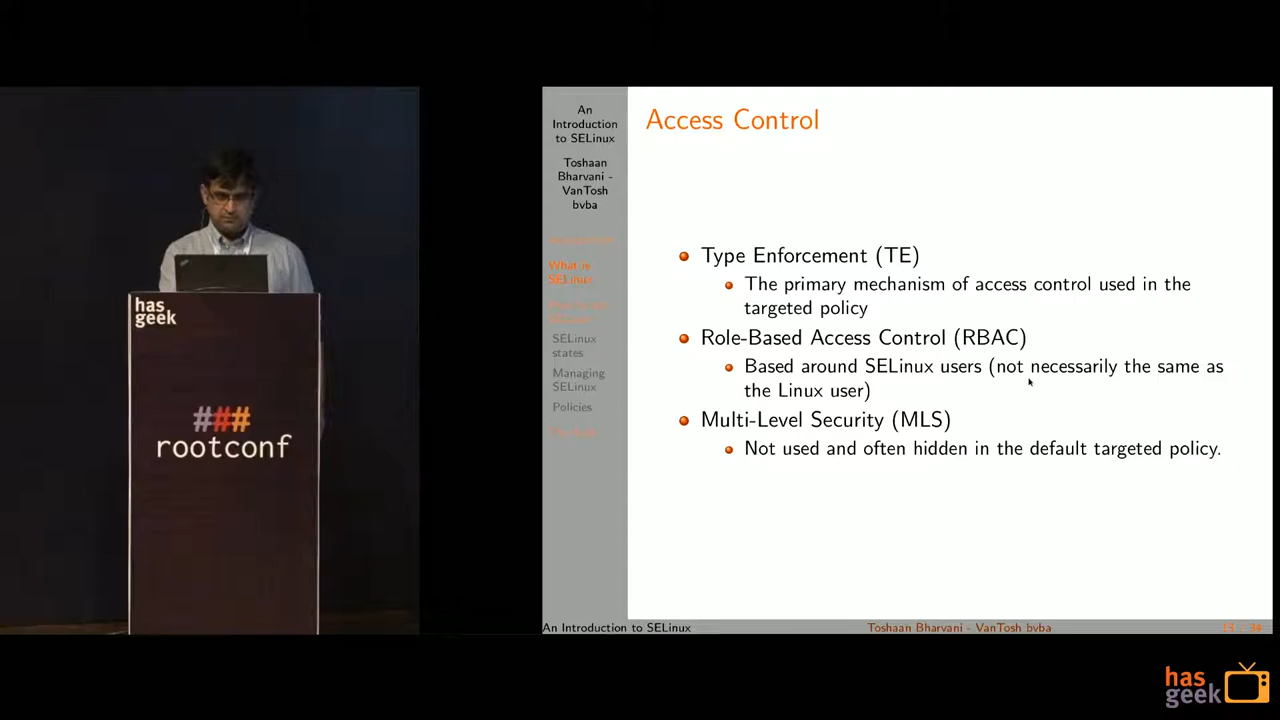 has
geek
###
rootconf
An
Introduction
to SELinux
Toshaan
Bharvani -
VanTosh
bvba
What is
SELinux
SELinux
states
Managing
SELinux
Policies
Access Control
Type Enforcement (TE)
The primary mechanism of access control used in the
targeted policy
Role-Based Access Control (RBAC)
Based around SELinux users (not necessarily the same as
the Linux user)
Multi-Level Security (MLS)
Not used and often hidden in the default targeted policy.
An Introduction to SELinux
Toshaan Bharvani - VanTosh bvba
has
geek